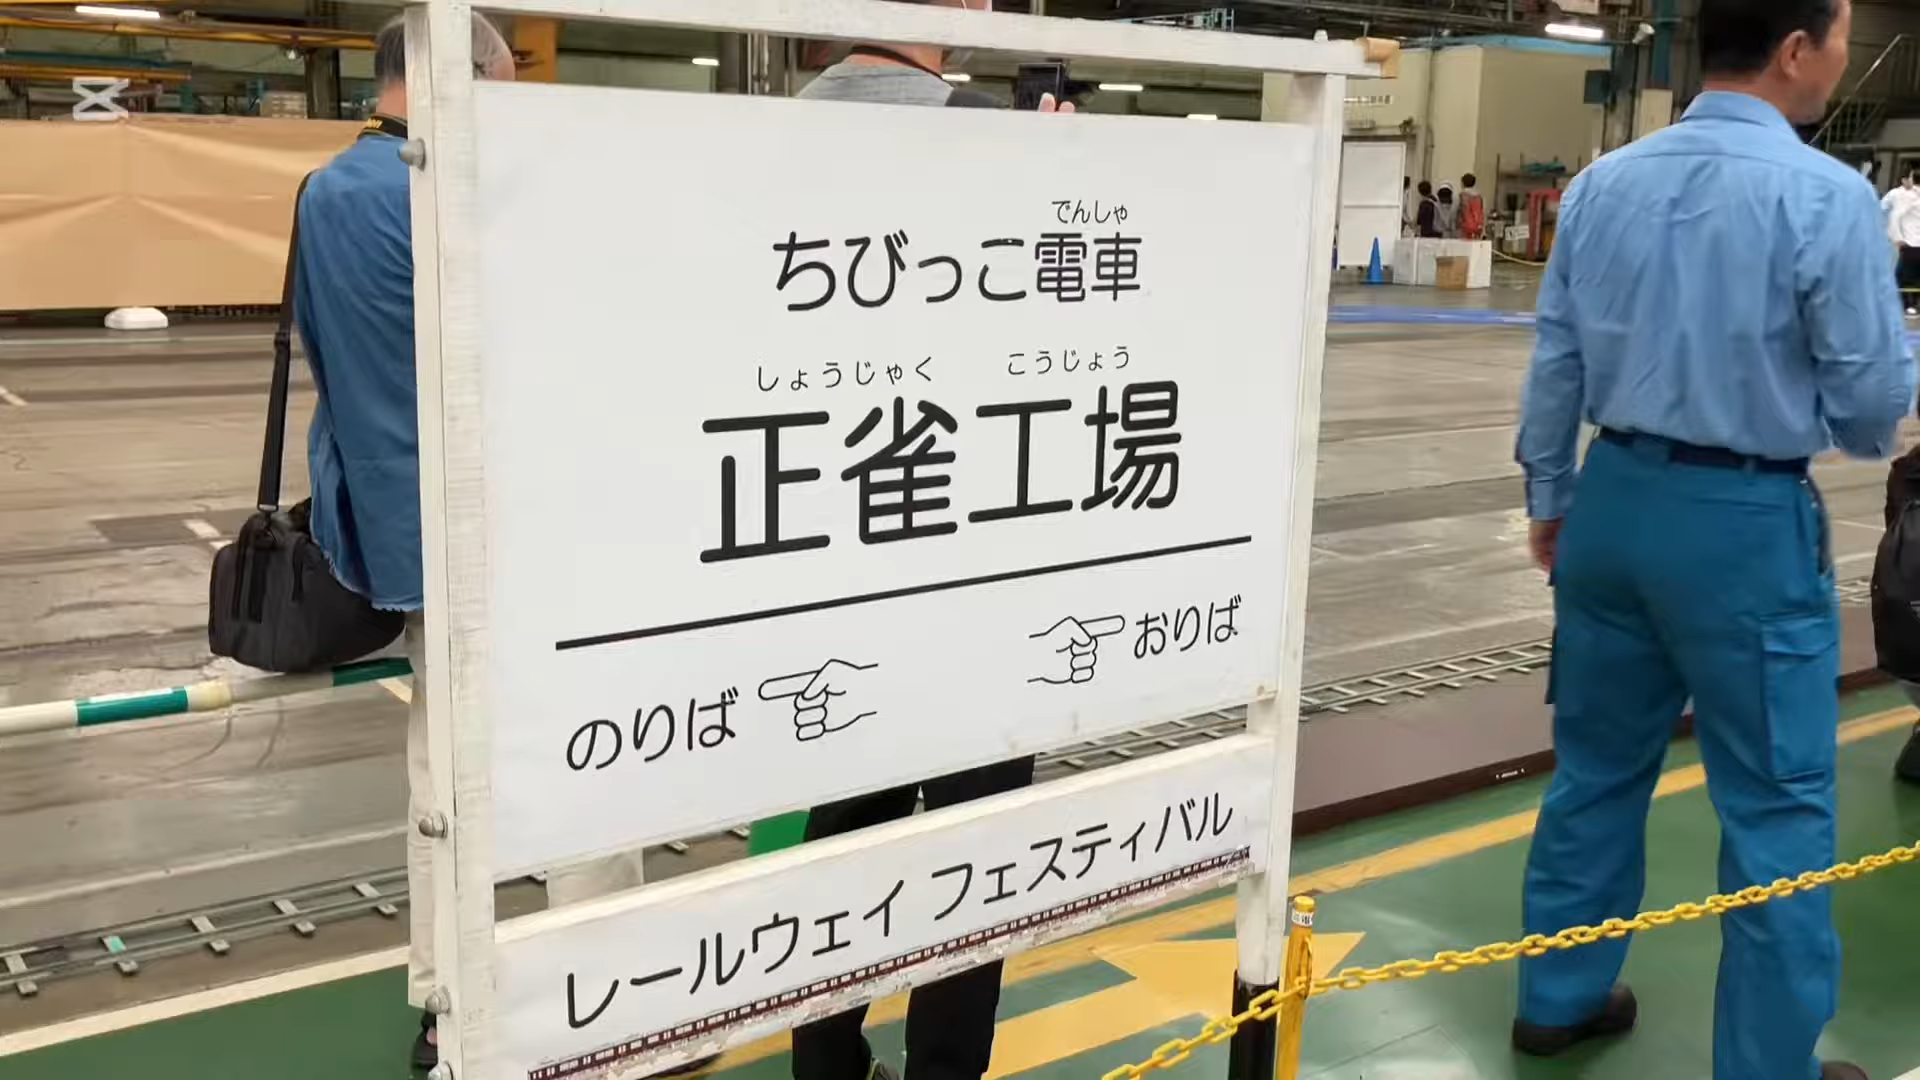 でんしゃ
ちびっこ電車
しょうじゃく こうじょう
正雀工場
のりば おりば
レールウェイ フェスティバル